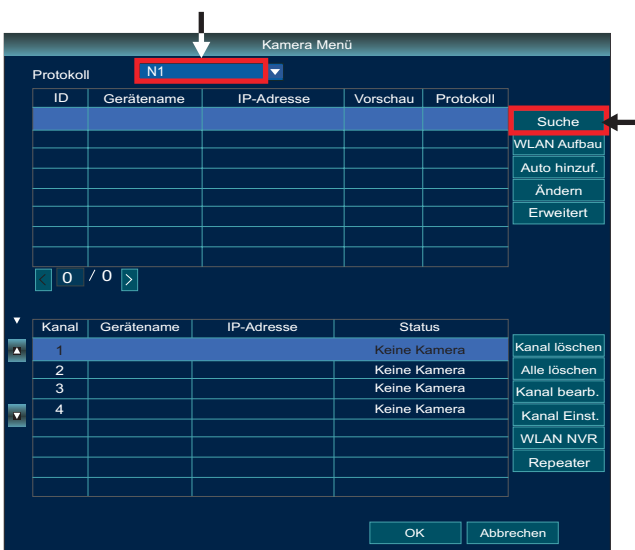 Kamera Menü
Protokoll N1
ID Gerätename IP-Adresse Vorschau Protokoll
Suche
WLAN Aufbau
Auto hinzuf.
Ändern
Erweitert
< 0 / 0 >
Kanal Gerätename IP-Adresse Status
1 Keine Kamera
2 Keine Kamera
3 Keine Kamera
4 Keine Kamera
Kanal löschen
Alle löschen
Kanal bearb.
Kanal Einst.
WLAN NVR
Repeater
OK Abbrechen